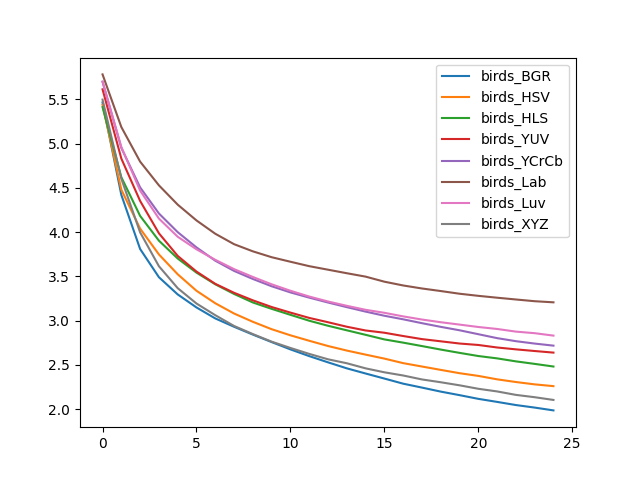 birds_BGR
birds_HSV
birds_HLS
birds_YUV
birds_YCrCb
birds_Lab
birds_Luv
birds_XYZ
5.5
5.0
4.5
4.0
3.5
3.0
2.5
2.0
0 5 10 15 20 25